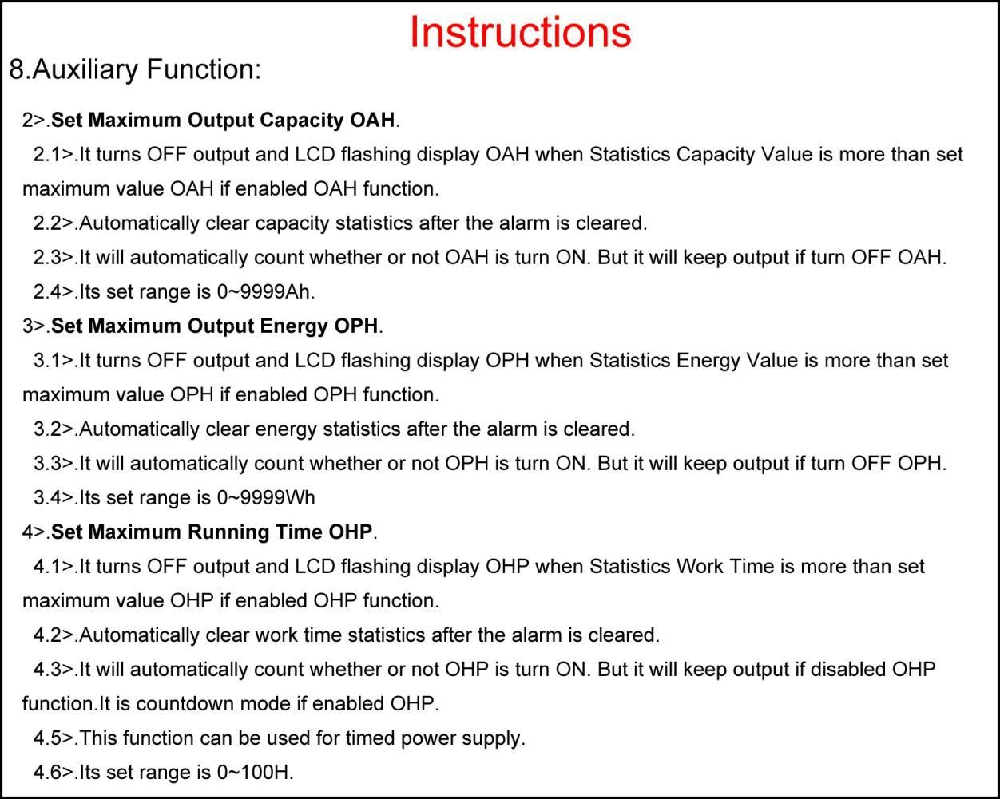 Instructions
8.Auxiliary Function:
2>.Set Maximum Output Capacity OAH.
2.1>.It turns OFF output and LCD flashing display OAH when Statistics Capacity Value is more than set
maximum value OAH if enabled OAH function.
2.2>.Automatically clear capacity statistics after the alarm is cleared.
2.3>.It will automatically count whether or not OAH is turn ON. But it will keep output if turn OFF OAH.
2.4>.Its set range is 0~9999Ah.
3>.Set Maximum Output Energy OPH.
3.1>.It turns OFF output and LCD flashing display OPH when Statistics Energy Value is more than set
maximum value OPH if enabled OPH function.
3.2>.Automatically clear energy statistics after the alarm is cleared.
3.3>.It will automatically count whether or not OPH is turn ON. But it will keep output if turn OFF OPH.
3.4>.Its set range is 0~9999Wh
4>.Set Maximum Running Time OHP.
4.1>.It turns OFF output and LCD flashing display OHP when Statistics Work Time is more than set
maximum value OHP if enabled OHP function.
4.2>.Automatically clear work time statistics after the alarm is cleared.
4.3>.It will automatically count whether or not OHP is turn ON. But it will keep output if disabled OHP
function.It is countdown mode if enabled OHP.
4.5>.This function can be used for timed power supply.
4.6>.Its set range is 0~100H.